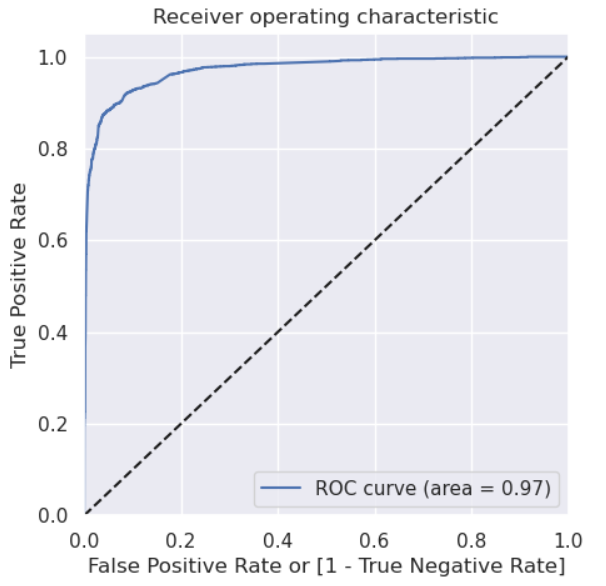 Receiver operating characteristic
1.0
0.8
0.6
0.4
0.2
0.0
True Positive Rate
ROC curve (area = 0.97)
0.0 0.2 0.4 0.6 0.8 1.0
False Positive Rate or [1 - True Negative Rate]